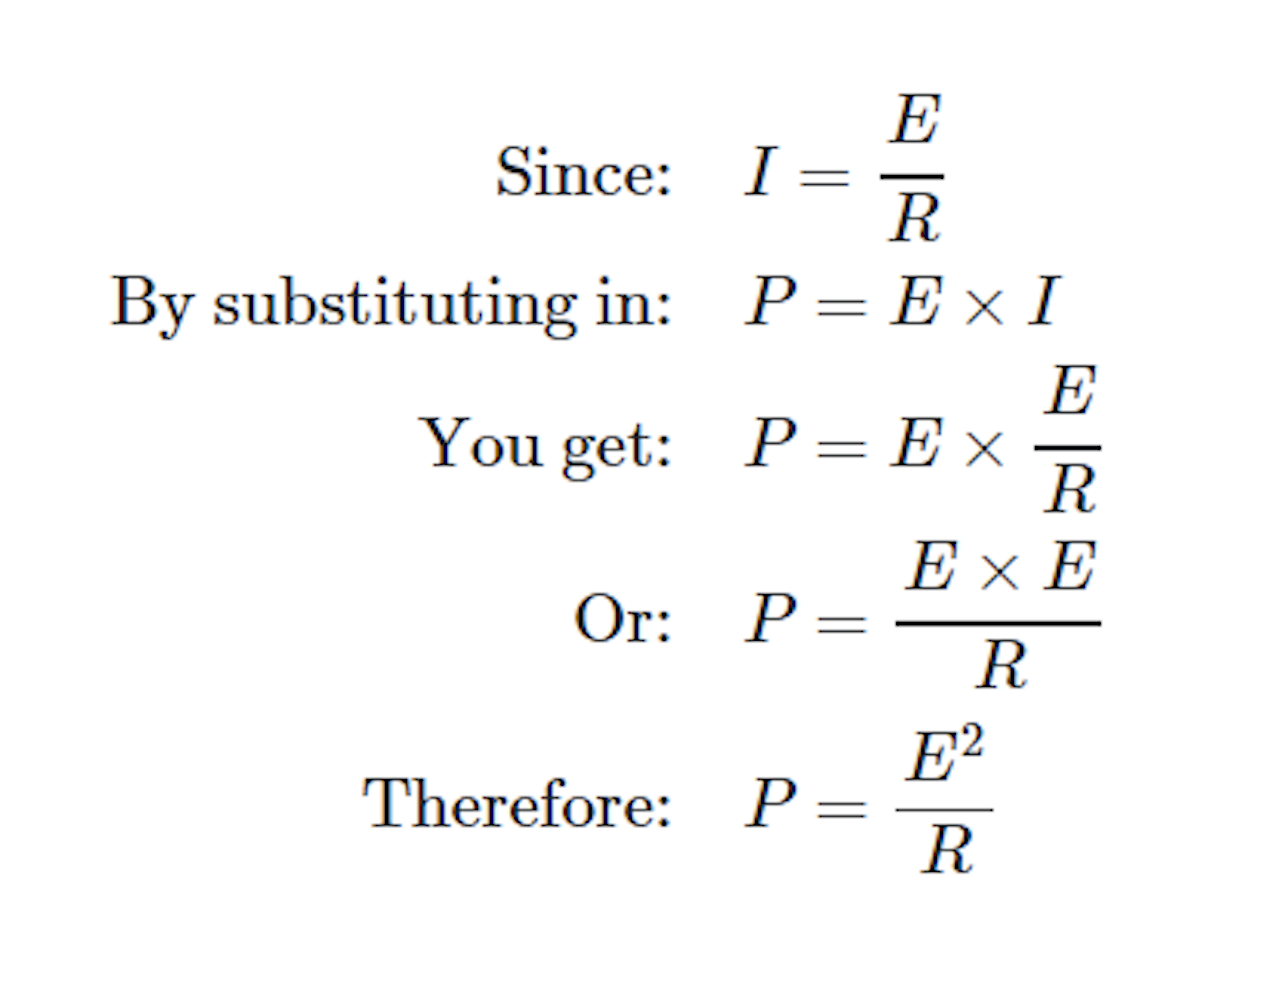 Since: I = E/R
By substituting in: P = E × I
You get: P = E × E/R
Or: P = E × E / R
Therefore: P = E²/R